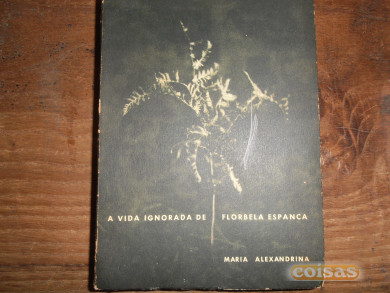 A VIDA IGNORADA DE FLORBELA ESPANCA
MARIA ALEXANDRINA
coisas